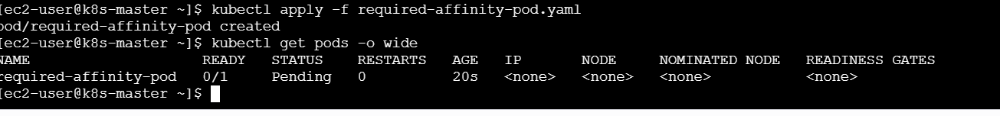 [ec2-user@k8s-master ~]$ kubectl apply -f required-affinity-pod.yaml
pod/required-affinity-pod created
[ec2-user@k8s-master ~]$ kubectl get pods -o wide
NAME                    READY   STATUS    RESTARTS   AGE   IP       NODE     NOMINATED NODE   READINESS GATES
required-affinity-pod   0/1     Pending   0          20s   <none>   <none>   <none>           <none>
[ec2-user@k8s-master ~]$